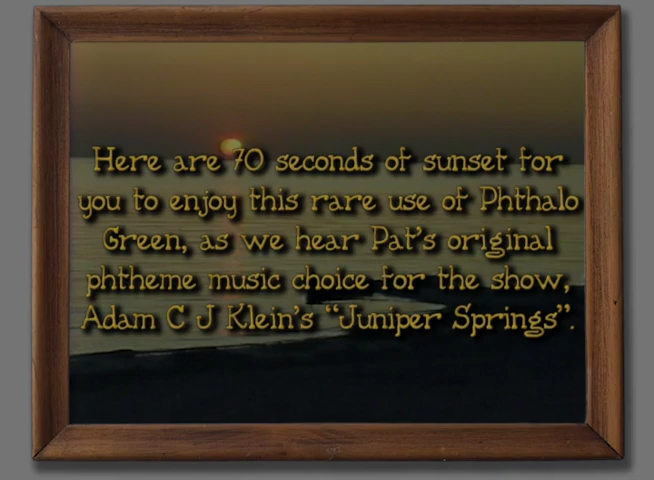 Here are 70 seconds of sunset for
you to enjoy this rare use of Phthalo
Green, as we hear Pat's original
phtheme music choice for the show,
Adam C J Klein's “Juniper Springs”.